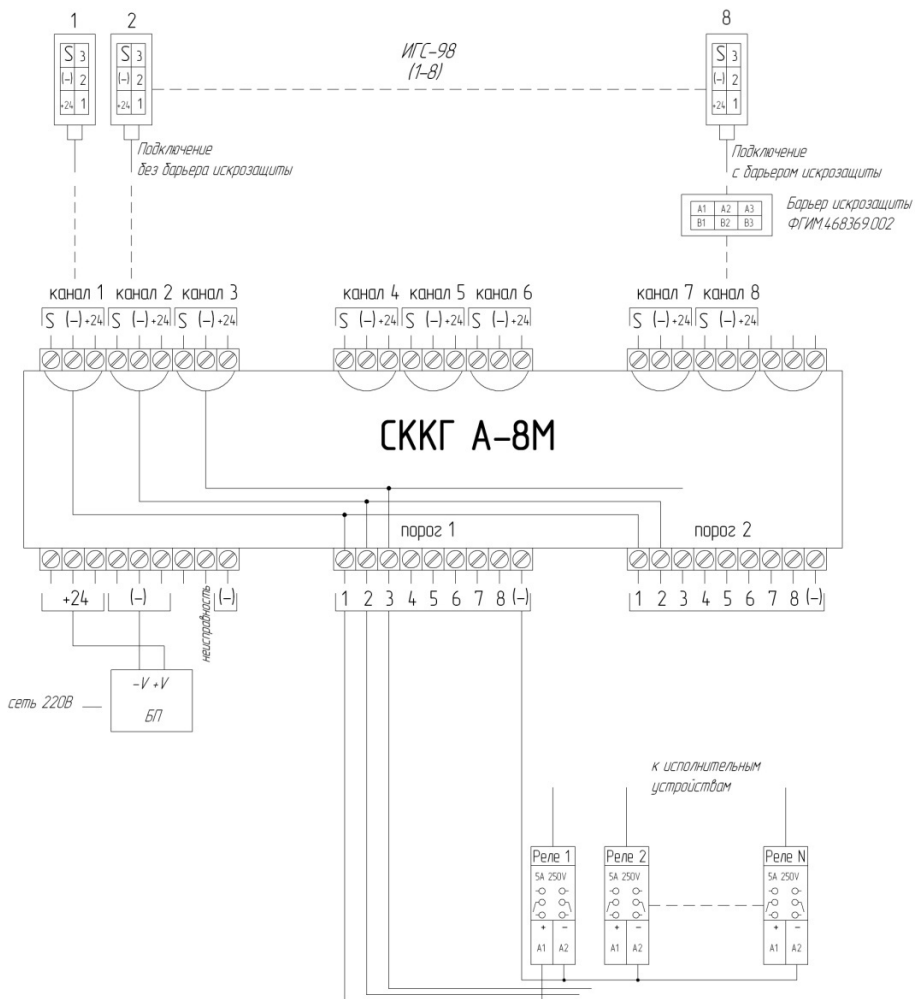 1 2 8
S 3 S 3 S 3
(-) 2 (-) 2 (-) 2
+24 1 +24 1 +24 1
ИГС-98
(1-8)
Подключение
без барьера искрозащиты
Подключение
с барьером искрозащиты
A1 A2 A3
B1 B2 B3
Барьер искрозащиты
ФГИМ.468369.002
канал 1 канал 2 канал 3 канал 4 канал 5 канал 6 канал 7 канал 8
S (-) +24 S (-) +24 S (-) +24 S (-) +24 S (-) +24 S (-) +24 S (-) +24 S (-) +24
СККГ А-8М
порог 1 порог 2
+24 (-) неисправность (-) 1 2 3 4 5 6 7 8 (-) 1 2 3 4 5 6 7 8 (-)
-V +V
БП
сеть 220В
к исполнительным
устройствам
Реле 1 Реле 2 Реле N
5A 250V 5A 250V 5A 250V
+ - + - + -
A1 A2 A1 A2 A1 A2